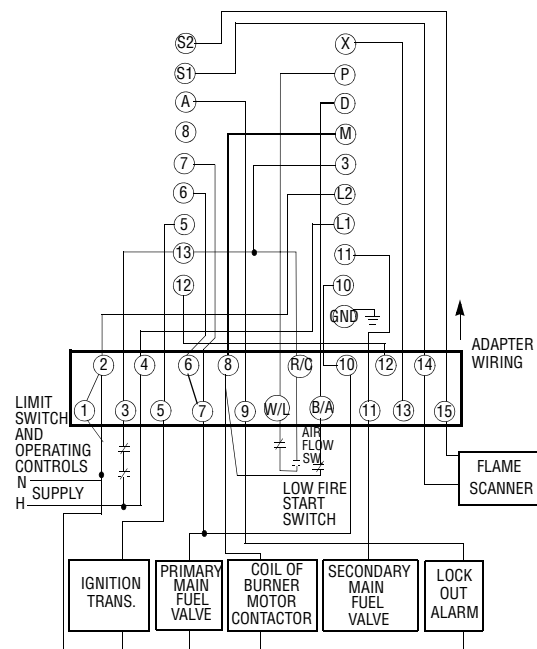 S2 X
S1 P
A D
8 M
7 3
6 L2
5 L1
13 11
12 10
GND
ADAPTER
WIRING
2 4 6 8 R/C 10 12 14
1 3 5 7 9 W/L B/A 11 13 15
LIMIT
SWITCH
AND
OPERATING
CONTROLS
N
SUPPLY
H
AIR
FLOW
SW.
LOW FIRE
START
SWITCH
FLAME
SCANNER
IGNITION
TRANS.
PRIMARY
MAIN
FUEL
VALVE
COIL OF
BURNER
MOTOR
CONTACTOR
SECONDARY
MAIN
FUEL
VALVE
LOCK
OUT
ALARM